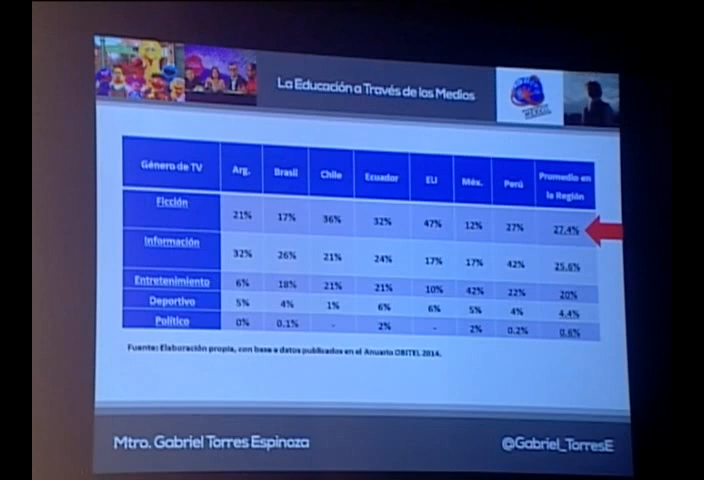 La Educación a Través de los Medios
MÉXICO
Género de TV Arg. Brasil Chile Ecuador EU Méx. Perú Promedio en la Región
Ficción 21% 17% 36% 32% 47% 12% 27% 27.4%
Información 32% 26% 21% 24% 17% 17% 42% 25.6%
Entretenimiento 6% 18% 21% 21% 10% 42% 22% 20%
Deportivo 5% 4% 1% 6% 6% 5% 4% 4.4%
Político 0% 0.1% - 2% - 2% 0.2% 0.6%
Fuente: Elaboración propia, con base a datos publicados en el Anuario OBITEL 2014.
Mtro. Gabriel Torres Espinoza
@Gabriel_TorresE